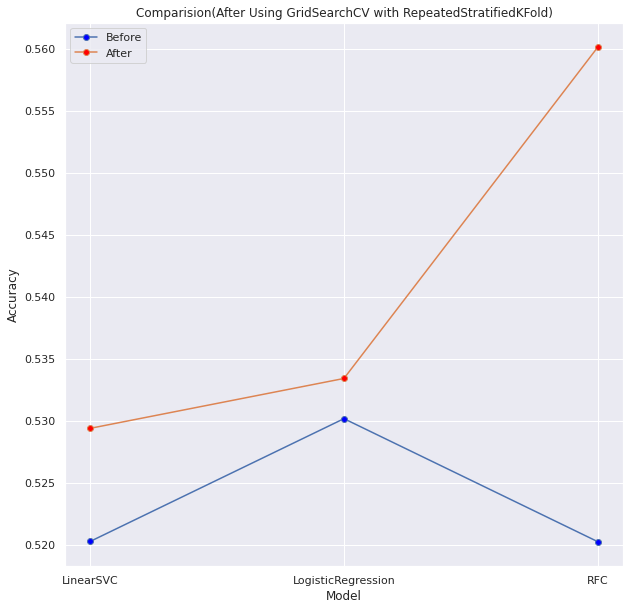 Comparision(After Using GridSearchCV with RepeatedStratifiedKFold)
Before
After
0.560
0.555
0.550
0.545
0.540
0.535
0.530
0.525
0.520
Accuracy
LinearSVC
LogisticRegression
RFC
Model